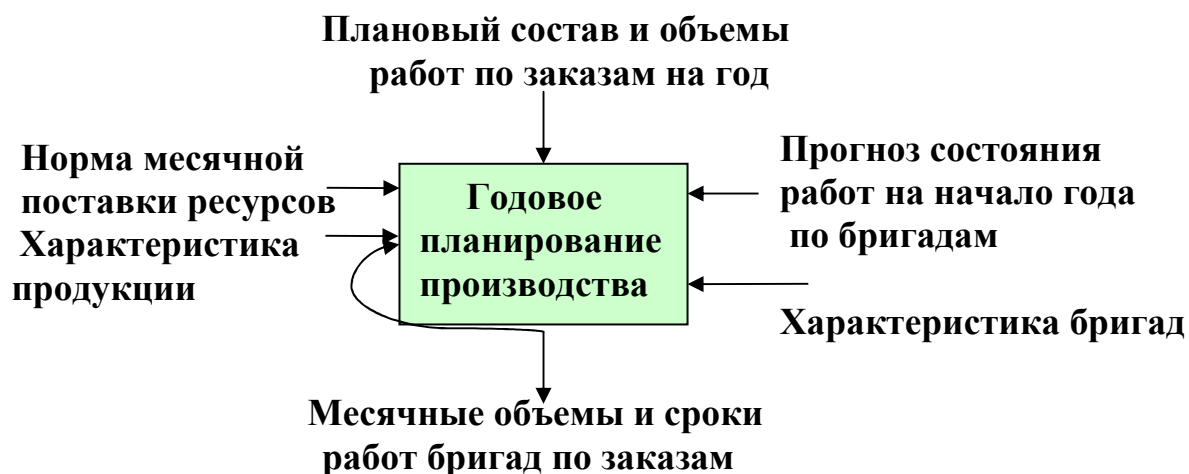 Плановый состав и объемы
работ по заказам на год
Норма месячной
поставки ресурсов
Характеристика
продукции
Годовое
планирование
производства
Прогноз состояния
работ на начало года
по бригадам
Характеристика бригад
Месячные объемы и сроки
работ бригад по заказам